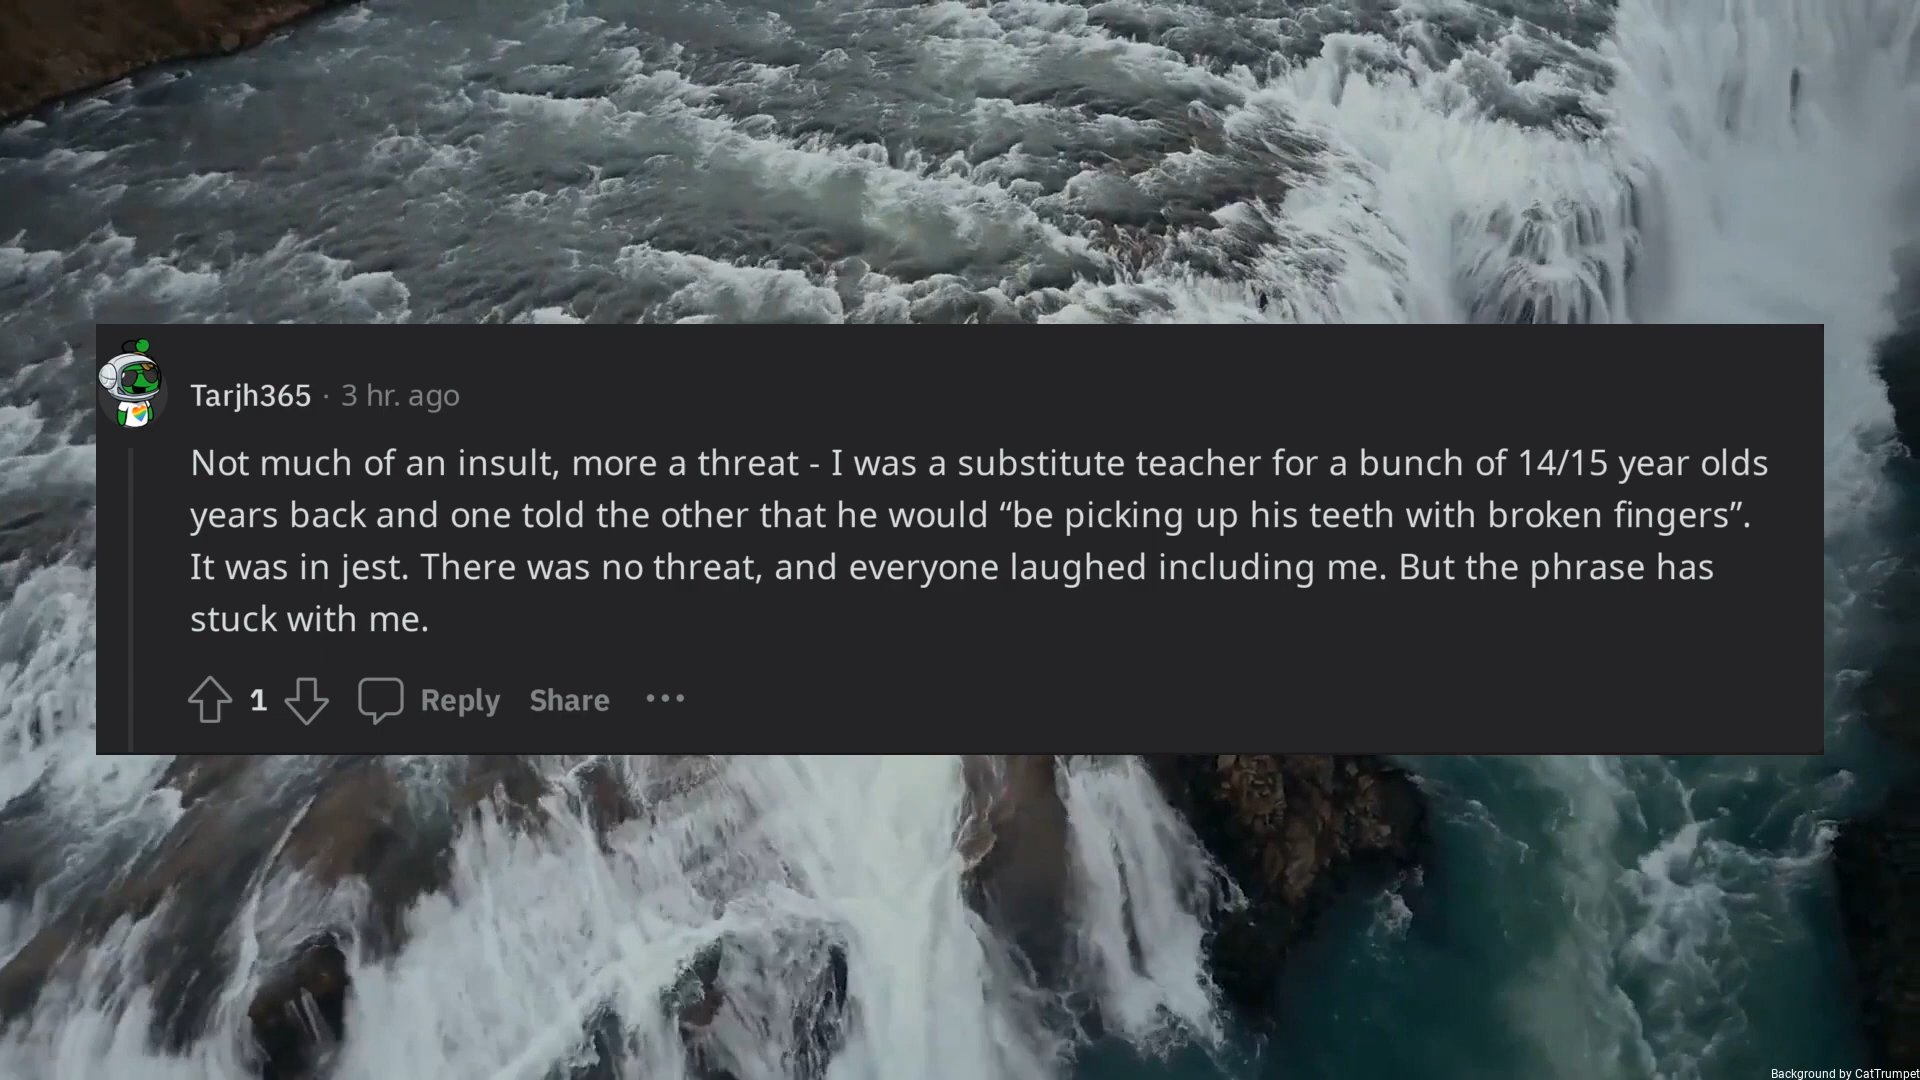 Tarjh365 · 3 hr. ago
Not much of an insult, more a threat - I was a substitute teacher for a bunch of 14/15 year olds
years back and one told the other that he would “be picking up his teeth with broken fingers”.
It was in jest. There was no threat, and everyone laughed including me. But the phrase has
stuck with me.
1 Reply Share ···
Background by CatTrumpet